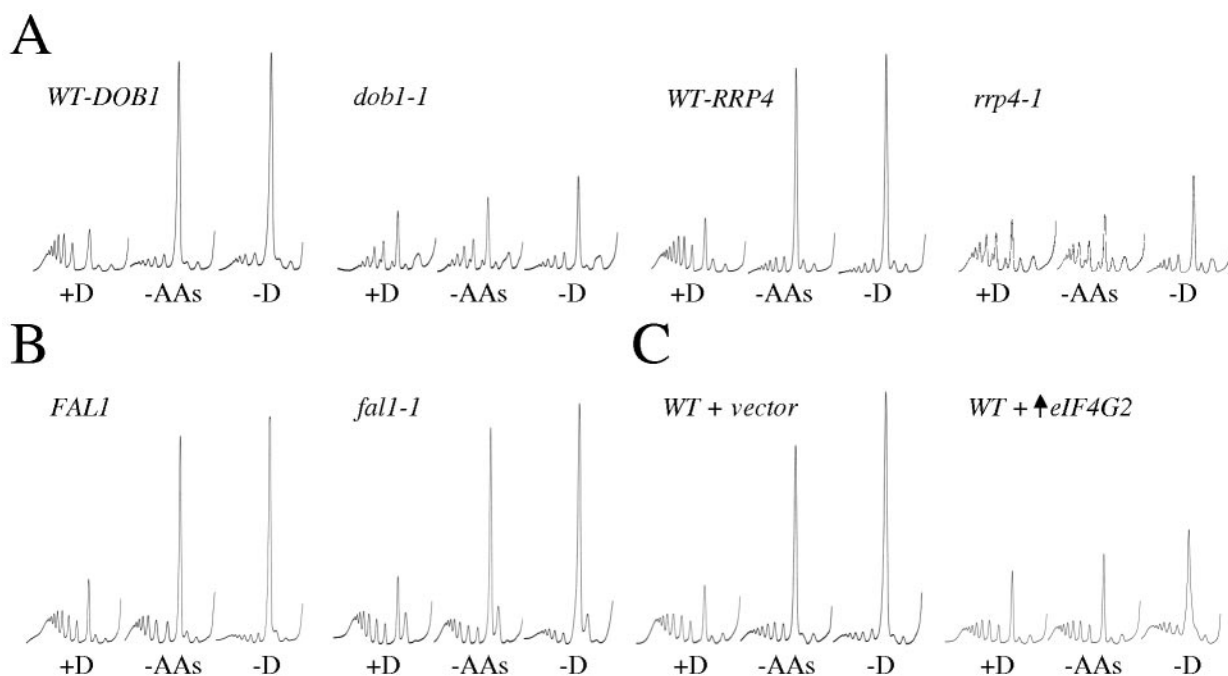 A
WT-DOB1 dob1-1 WT-RRP4 rrp4-1
+D -AAs -D +D -AAs -D +D -AAs -D +D -AAs -D
B C
FAL1 fal1-1 WT + vector WT + ↑eIF4G2
+D -AAs -D +D -AAs -D +D -AAs -D +D -AAs -D